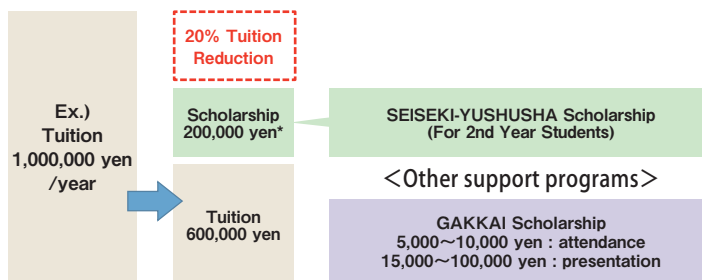 Ex.)
Tuition
1,000,000 yen
/year
20% Tuition
Reduction
Scholarship
200,000 yen*
Tuition
600,000 yen
SEISEKI-YUSHUSHA Scholarship
(For 2nd Year Students)
＜Other support programs＞
GAKKAI Scholarship
5,000〜10,000 yen : attendance
15,000〜100,000 yen : presentation